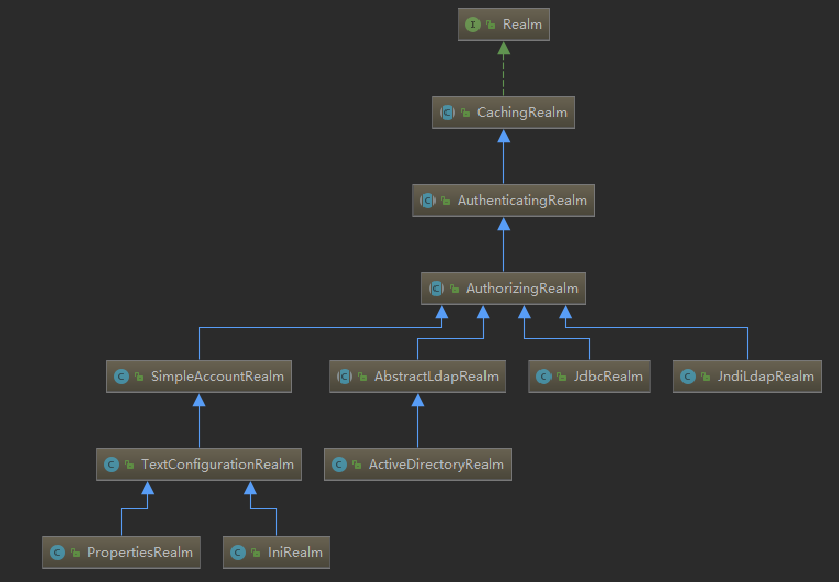 Realm
CachingRealm
AuthenticatingRealm
AuthorizingRealm
SimpleAccountRealm
AbstractLdapRealm
JdbcRealm
JndiLdapRealm
TextConfigurationRealm
ActiveDirectoryRealm
PropertiesRealm
IniRealm